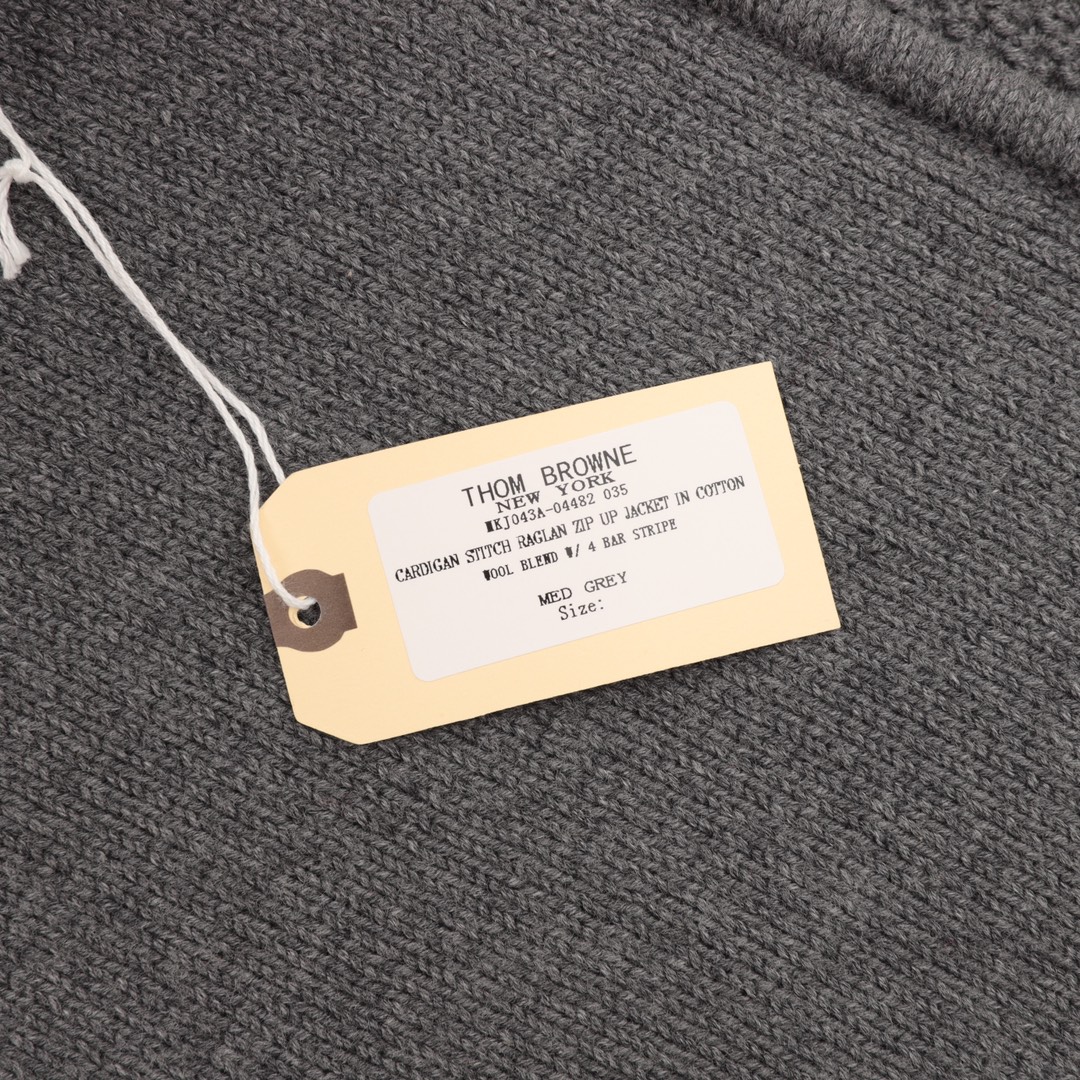 THOM BROWNE
NEW YORK
MKJ043A-04482 035
CARDIGAN STITCH RAGLAN ZIP UP JACKET IN COTTON
WOOL BLEND W/ 4 BAR STRIPE
MED GREY
Size: